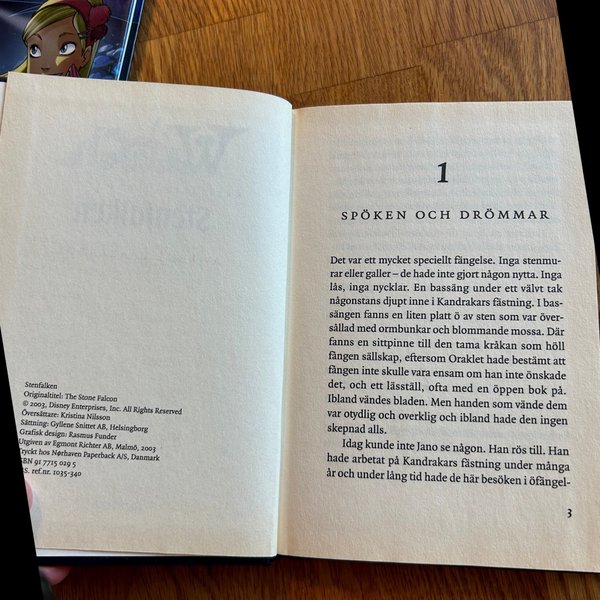 Stenfalken
Originaltitel: The Stone Falcon
© 2003, Disney Enterprises, Inc. All Rights Reserved
Översättare: Kristina Nilsson
Sättning: Gyllene Snittet AB, Helsingborg
Grafisk design: Rasmus Funder
Utgiven av Egmont Richter AB, Malmö, 2003
Tryckt hos Nørhaven Paperback A/S, Danmark
ISBN 91 7715 029 5
ref.nr. 1035-340
1
SPÖKEN OCH DRÖMMAR
Det var ett mycket speciellt fängelse. Inga stenmu-
rar eller galler – de hade inte gjort någon nytta. Inga
lås, inga nycklar. En bassäng under ett välvt tak
någonstans djupt inne i Kandrakars fästning. I bas-
sängen fanns en liten platt ö av sten som var över-
sållad med ormbunkar och blommande mossa. Där
fanns en sittpinne till den tama kråkan som höll
fången sällskap, eftersom Oraklet hade bestämt att
fången inte skulle vara ensam om han inte önskade
det, och ett läsställ, ofta med en öppen bok på.
Ibland vändes bladen. Men handen som vände dem
var otydlig och overklig och ibland hade den ingen
skepnad alls.
Idag kunde inte Jano se någon. Han rös till. Han
hade arbetat på Kandrakars fästning under många
år och under lång tid hade de här besöken i öfängel-
3